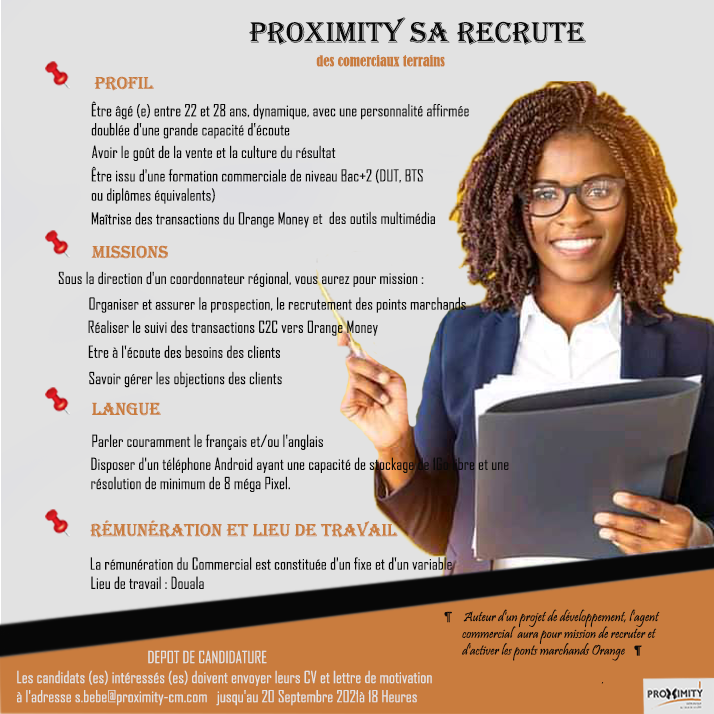 PROXIMITY SA RECRUTE
des comerciaux terrains
PROFIL
Être âgé (e) entre 22 et 28 ans, dynamique, avec une personnalité affirmée
doublée d'une grande capacité d'écoute
Avoir le goût de la vente et la culture du résultat
Être issu d'une formation commerciale de niveau Bac+2 (DUT, BTS
ou diplômes équivalents)
Maîtrise des transactions du Orange Money et des outils multimédia
MISSIONS
Sous la direction d'un coordonnateur régional, vous aurez pour mission :
Organiser et assurer la prospection, le recrutement des points marchands
Réaliser le suivi des transactions C2C vers Orange Money
Etre à l'écoute des besoins des clients
Savoir gérer les objections des clients
LANGUE
Parler couramment le français et/ou l'anglais
Disposer d'un téléphone Android ayant une capacité de stockage de libre et une
résolution de minimum de 8 méga Pixel.
RÉMUNÉRATION ET LIEU DE TRAVAIL
La rémunération du Commercial est constituée d'un fixe et d'un variable
Lieu de travail : Douala
¶ Auteur d'un projet de développement, l'agent
commercial aura pour mission de recruter et
d'activer les ponts marchands Orange ¶
DEPOT DE CANDIDATURE
Les candidats (es) intéressés (es) doivent envoyer leurs CV et lettre de motivation
à l'adresse s.bebe@proximity-cm.com jusqu'au 20 Septembre 2021à 18 Heures
PROXIMITY